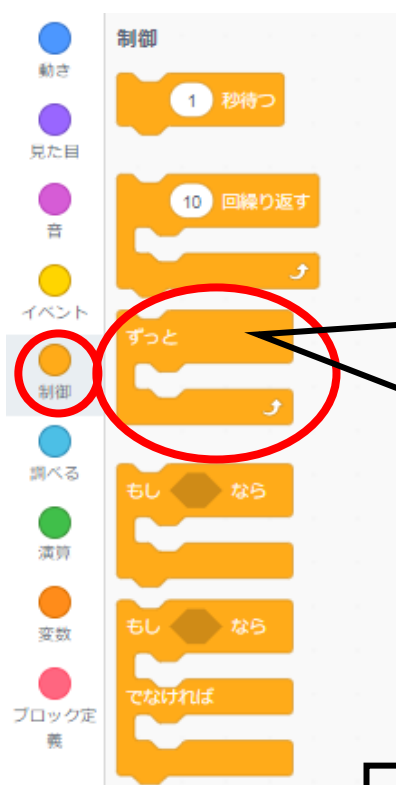 動き
見た目
音
イベント
制御
調べる
演算
変数
ブロック定
義
制御
1 秒待つ
10 回繰り返す
ずっと
もし なら
もし なら
でなければ